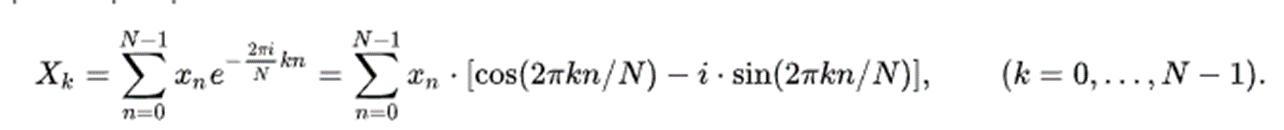 $X_k = \sum_{n=0}^{N-1} x_n e^{-\frac{2\pi i}{N}kn} = \sum_{n=0}^{N-1} x_n \cdot [\cos(2\pi kn/N) - i \cdot \sin(2\pi kn/N)], \qquad (k = 0, \ldots, N-1).$